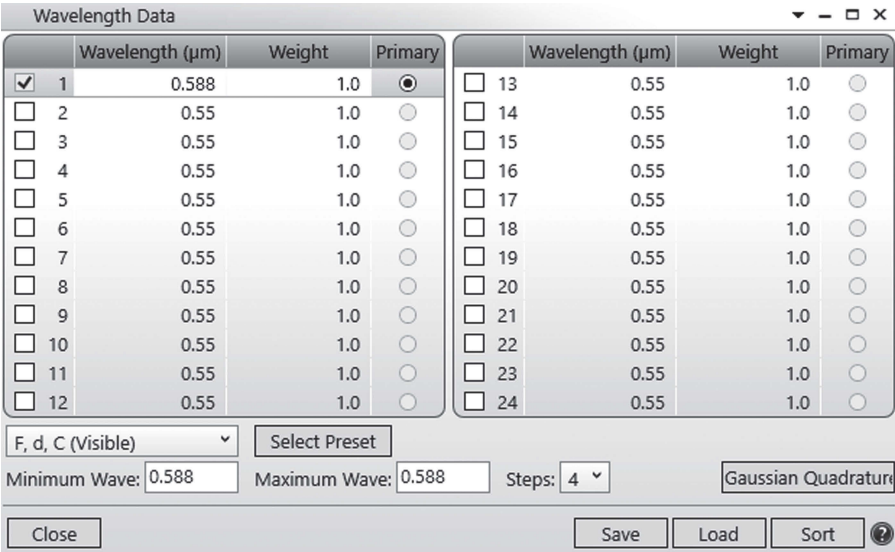 Wavelength Data
Wavelength (µm) Weight Primary Wavelength (µm) Weight Primary
1 0.588 1.0 13 0.55 1.0
2 0.55 1.0 14 0.55 1.0
3 0.55 1.0 15 0.55 1.0
4 0.55 1.0 16 0.55 1.0
5 0.55 1.0 17 0.55 1.0
6 0.55 1.0 18 0.55 1.0
7 0.55 1.0 19 0.55 1.0
8 0.55 1.0 20 0.55 1.0
9 0.55 1.0 21 0.55 1.0
10 0.55 1.0 22 0.55 1.0
11 0.55 1.0 23 0.55 1.0
12 0.55 1.0 24 0.55 1.0
F, d, C (Visible) Select Preset
Minimum Wave: 0.588 Maximum Wave: 0.588 Steps: 4 Gaussian Quadrature
Close Save Load Sort ?